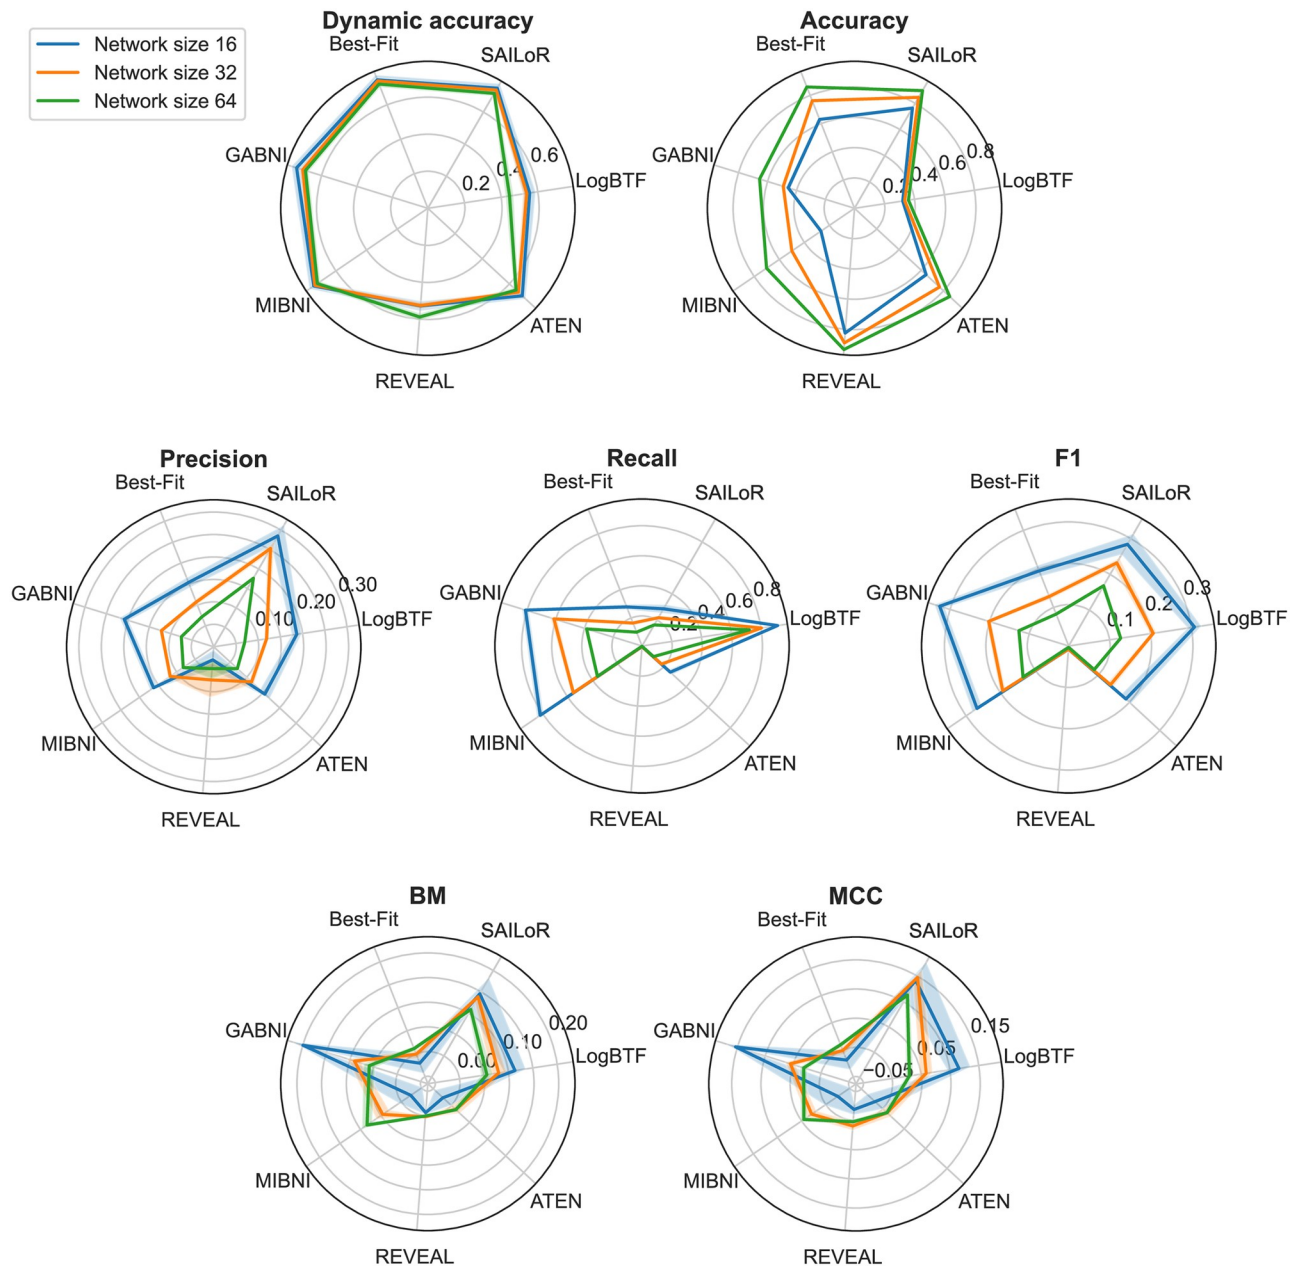 Network size 16
Network size 32
Network size 64
Dynamic accuracy
Best-Fit
SAILoR
GABNI
0.2
0.4
0.6
LogBTF
MIBNI
ATEN
REVEAL
Accuracy
Best-Fit
SAILoR
GABNI
0.2
0.4
0.6
0.8
LogBTF
MIBNI
ATEN
REVEAL
Precision
Best-Fit
SAILoR
GABNI
0.10
0.20
0.30
LogBTF
MIBNI
ATEN
REVEAL
Recall
Best-Fit
SAILoR
GABNI
0.2
0.4
0.6
0.8
LogBTF
MIBNI
ATEN
REVEAL
F1
Best-Fit
SAILoR
GABNI
0.1
0.2
0.3
LogBTF
MIBNI
ATEN
REVEAL
BM
Best-Fit
SAILoR
GABNI
0.00
0.10
0.20
LogBTF
MIBNI
ATEN
REVEAL
MCC
Best-Fit
SAILoR
GABNI
−0.05
0.05
0.15
LogBTF
MIBNI
ATEN
REVEAL